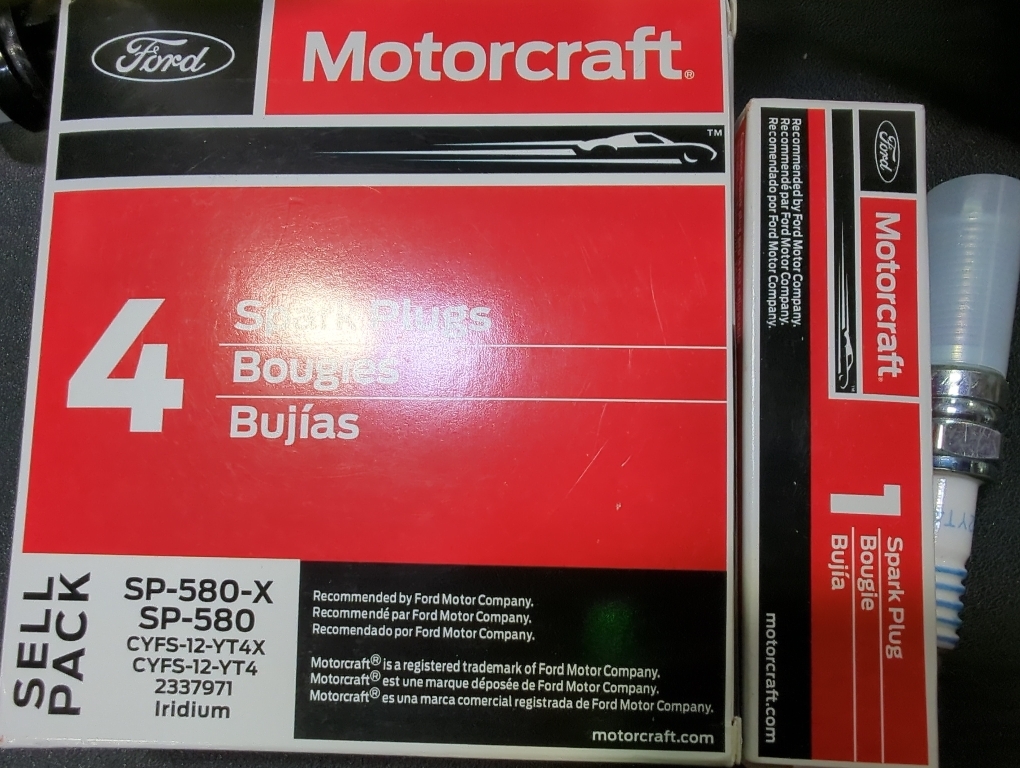 Ford
Motorcraft®
™
4
Spark Plugs
Bougies
Bujías
SELL
PACK
SP-580-X
SP-580
CYFS-12-YT4X
CYFS-12-YT4
2337971
Iridium
Recommended by Ford Motor Company.
Recommendé par Ford Motor Company.
Recomendado por Ford Motor Company.
Motorcraft® is a registered trademark of Ford Motor Company.
Motorcraft® est une marque déposée de Ford Motor Company.
Motorcraft® es una marca comercial registrada de Ford Motor Company.
motorcraft.com
Ford
Motorcraft®
™
Recommended by Ford Motor Company.
Recommendé par Ford Motor Company.
Recomendado por Ford Motor Company.
1
Spark Plug
Bougie
Bujía
motorcraft.com